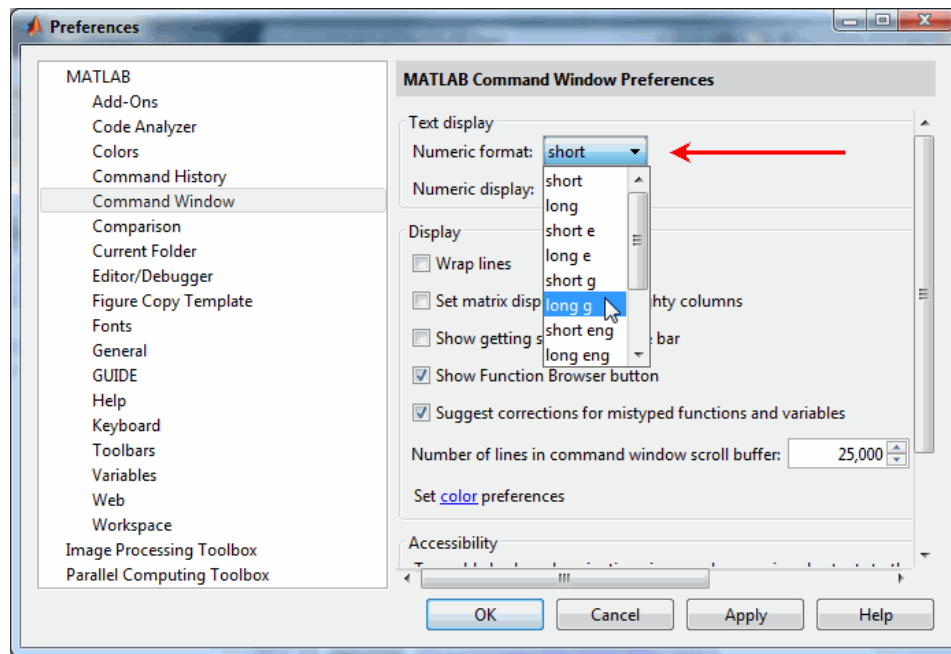 Preferences
MATLAB
Add-Ons
Code Analyzer
Colors
Command History
Command Window
Comparison
Current Folder
Editor/Debugger
Figure Copy Template
Fonts
General
GUIDE
Help
Keyboard
Toolbars
Variables
Web
Workspace
Image Processing Toolbox
Parallel Computing Toolbox
MATLAB Command Window Preferences
Text display
Numeric format: short
short
long
short e
long e
short g
long g
short eng
long eng
Numeric display:
Display
Wrap lines
Set matrix disp hty columns
Show getting s bar
Show Function Browser button
Suggest corrections for mistyped functions and variables
Number of lines in command window scroll buffer: 25,000
Set color preferences
Accessibility
OK Cancel Apply Help